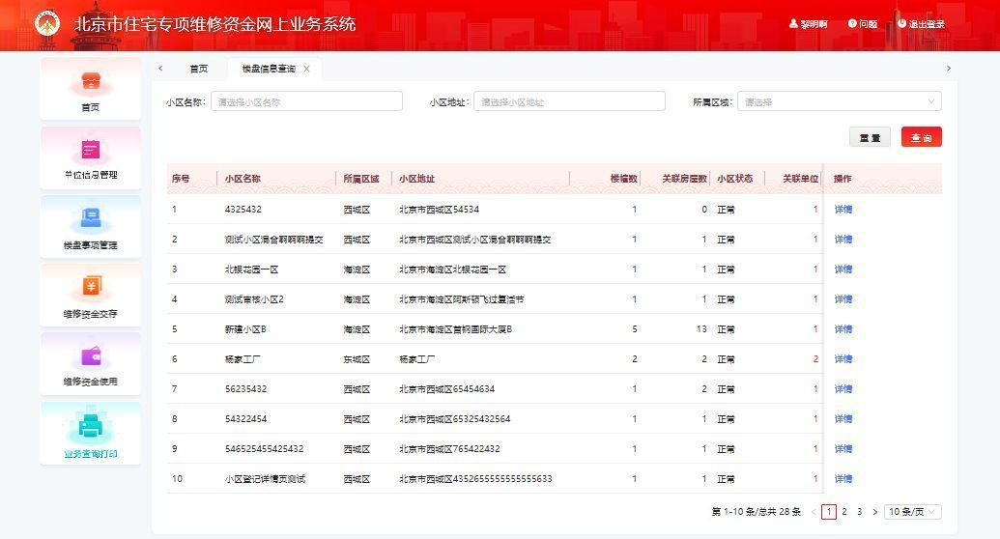 北京市住宅专项维修资金网上业务系统 黎明啊 问题 退出登录
首页 楼盘信息查询
首页
单位信息管理
楼盘事项管理
维修资金交存
维修资金使用
业务查询打印
小区名称: 请选择小区名称 小区地址: 请选择小区地址 所属区域: 请选择
重置 查询
序号 小区名称 所属区域 小区地址 楼幢数 关联房屋数 小区状态 关联单位 操作
1 4325432 西城区 北京市西城区54534 1 0 正常 1 详情
2 测试小区混合啊啊啊提交 西城区 北京市西城区测试小区混合啊啊啊提交 1 1 正常 1 详情
3 北银花园一区 海淀区 北京市海淀区北银花园一区 1 1 正常 1 详情
4 测试审核小区2 海淀区 北京市海淀区阿斯顿飞过复活节 1 1 正常 1 详情
5 新建小区B 海淀区 北京市海淀区首钢国际大厦B 5 13 正常 1 详情
6 杨家工厂 东城区 杨家工厂 2 2 正常 2 详情
7 56235432 西城区 北京市西城区65454634 1 2 正常 1 详情
8 54322454 西城区 北京市西城区65325432564 1 1 正常 1 详情
9 546525455425432 西城区 北京市西城区765422432 1 1 正常 1 详情
10 小区登记详情页测试 西城区 北京市西城区4352655555555555633 1 1 正常 1 详情
第 1-10 条/总共 28 条 1 2 3 10 条/页